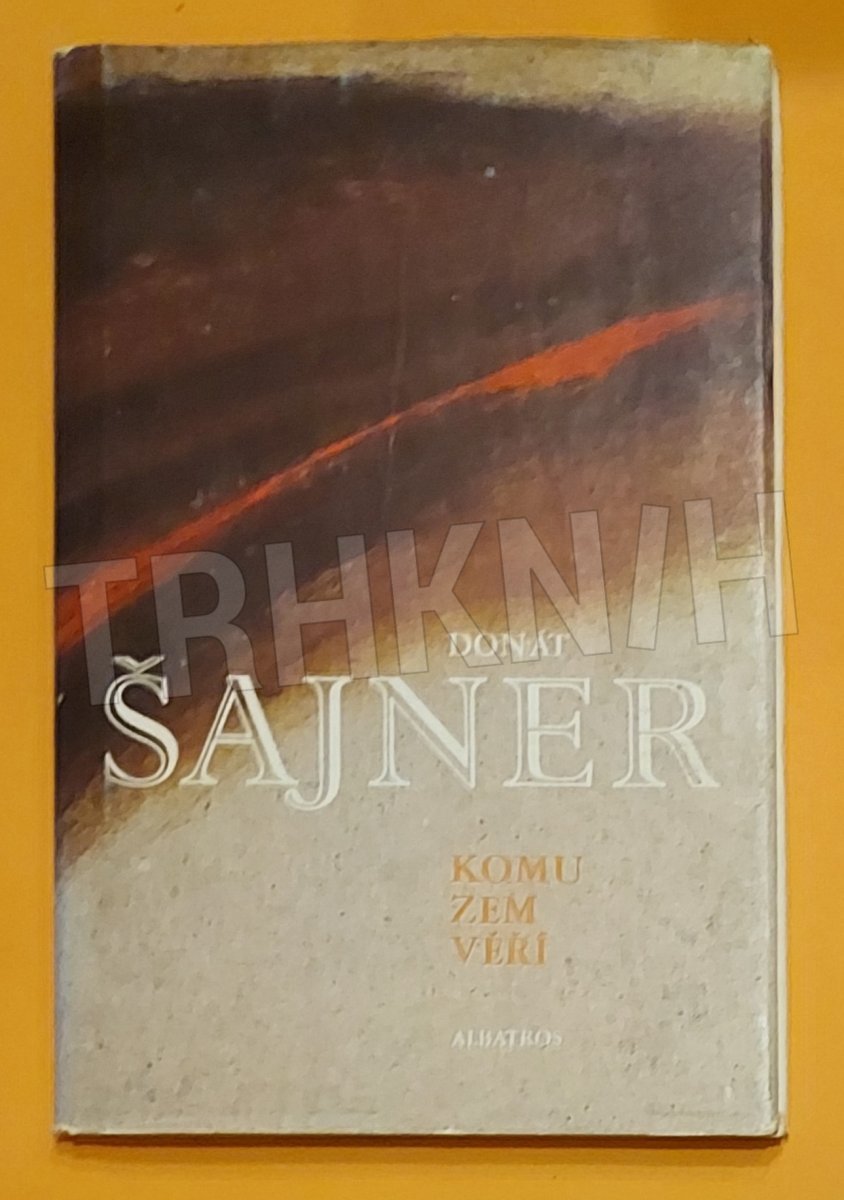 TRHKNIH
DONÁT
ŠAJNER
KOMU
ZEM
VĚŘÍ
ALBATROS